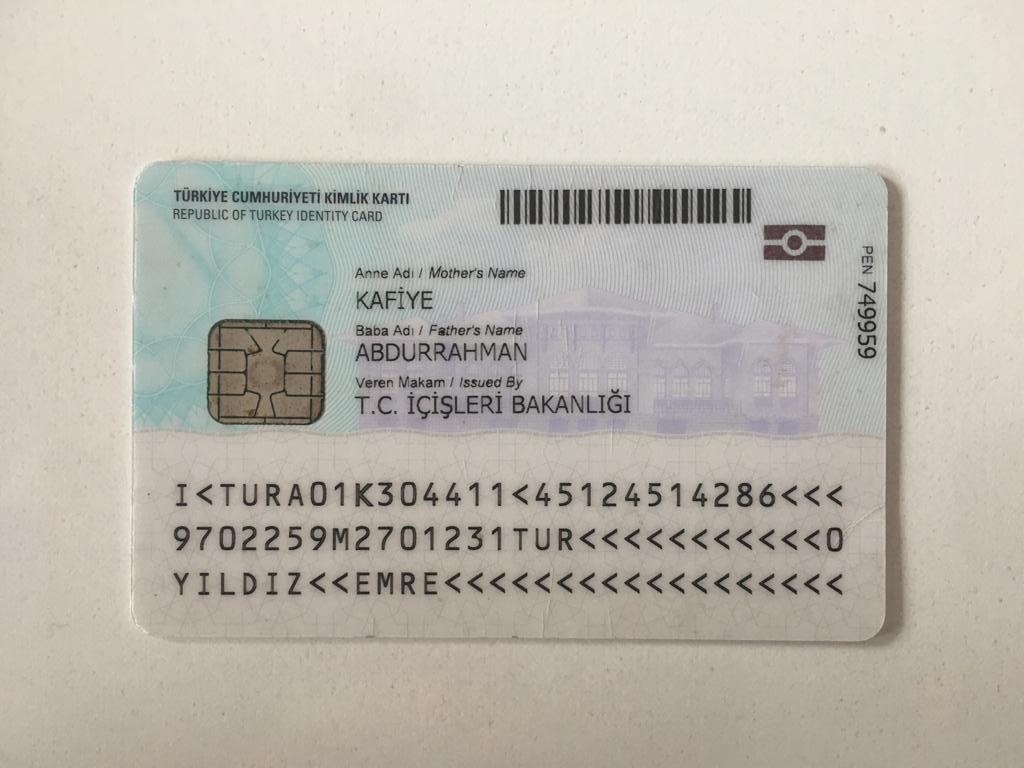 TÜRKİYE CUMHURİYETİ KİMLİK KARTI
REPUBLIC OF TURKEY IDENTITY CARD
Anne Adı / Mother's Name
KAFİYE
Baba Adı / Father's Name
ABDURRAHMAN
Veren Makam / Issued By
T.C. İÇİŞLERİ BAKANLIĞI
PEN 749959
I<TURA01K304411<45124514286<<<
9702259M2701231TUR<<<<<<<<<<<0
YILDIZ<<EMRE<<<<<<<<<<<<<<<<<<